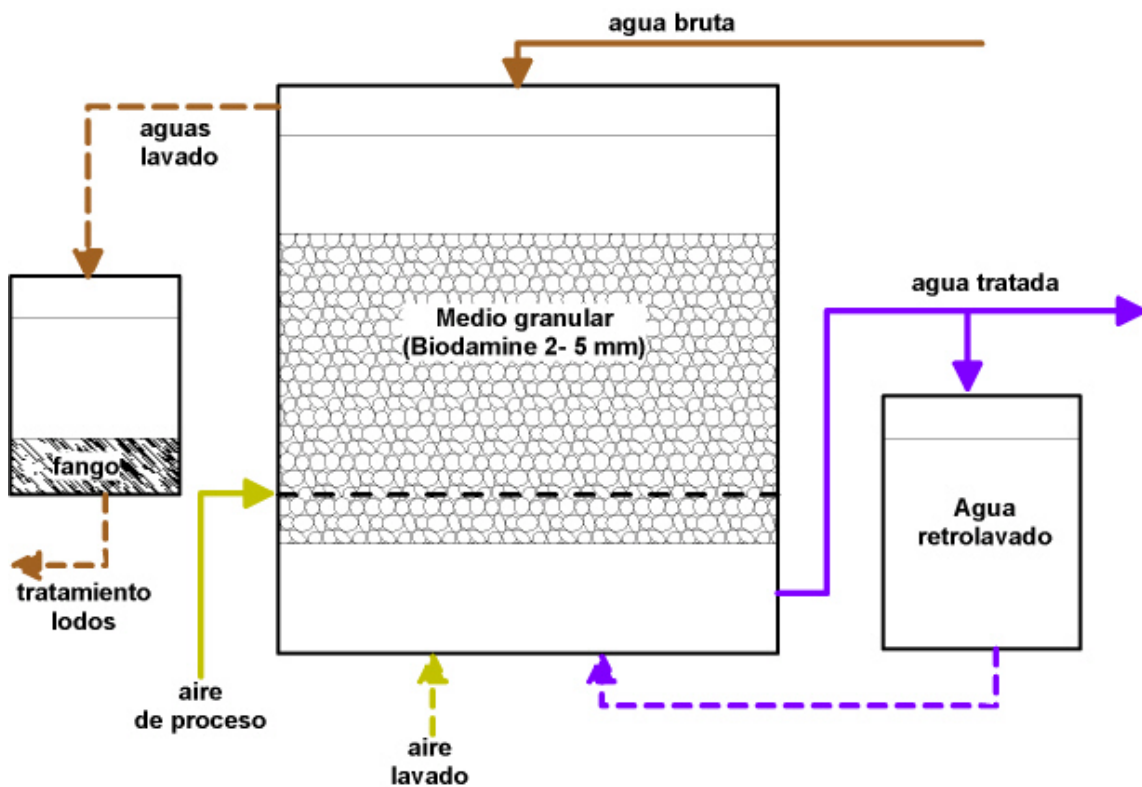 agua bruta
aguas
lavado
Medio granular
(Biodamine 2- 5 mm)
agua tratada
fango
Agua
retrolavado
tratamiento
lodos
aire
de proceso
aire
lavado